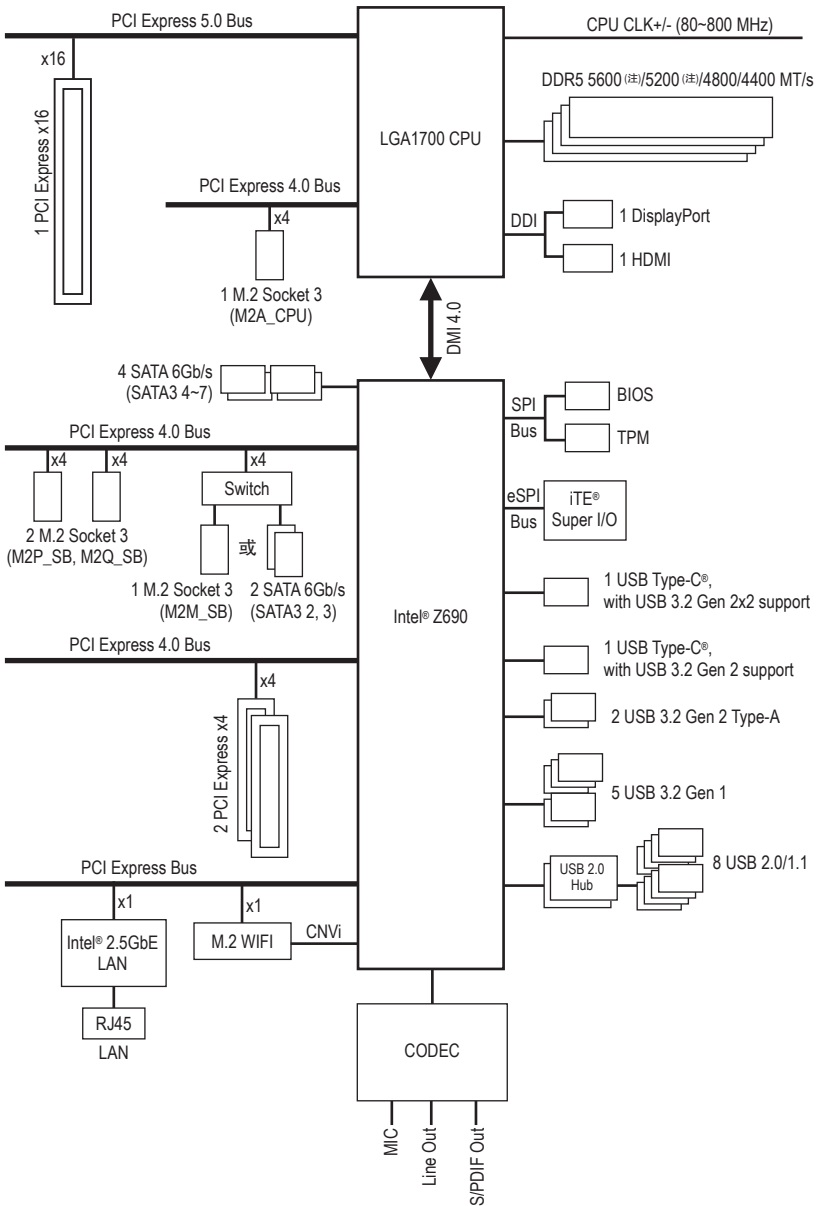 PCI Express 5.0 Bus
CPU CLK+/- (80~800 MHz)
x16
1 PCI Express x16
LGA1700 CPU
DDR5 5600 (注)/5200 (注)/4800/4400 MT/s
PCI Express 4.0 Bus
x4
1 M.2 Socket 3
(M2A_CPU)
DDI
1 DisplayPort
1 HDMI
DMI 4.0
4 SATA 6Gb/s
(SATA3 4~7)
SPI
Bus
BIOS
TPM
PCI Express 4.0 Bus
x4
x4
x4
Switch
2 M.2 Socket 3
(M2P_SB, M2Q_SB)
或
1 M.2 Socket 3
(M2M_SB)
2 SATA 6Gb/s
(SATA3 2, 3)
eSPI
Bus
iTE®
Super I/O
Intel® Z690
1 USB Type-C®,
with USB 3.2 Gen 2x2 support
PCI Express 4.0 Bus
x4
2 PCI Express x4
1 USB Type-C®,
with USB 3.2 Gen 2 support
2 USB 3.2 Gen 2 Type-A
5 USB 3.2 Gen 1
PCI Express Bus
x1
x1
USB 2.0
Hub
8 USB 2.0/1.1
Intel® 2.5GbE
LAN
M.2 WIFI
CNVi
RJ45
LAN
CODEC
MIC
Line Out
S/PDIF Out